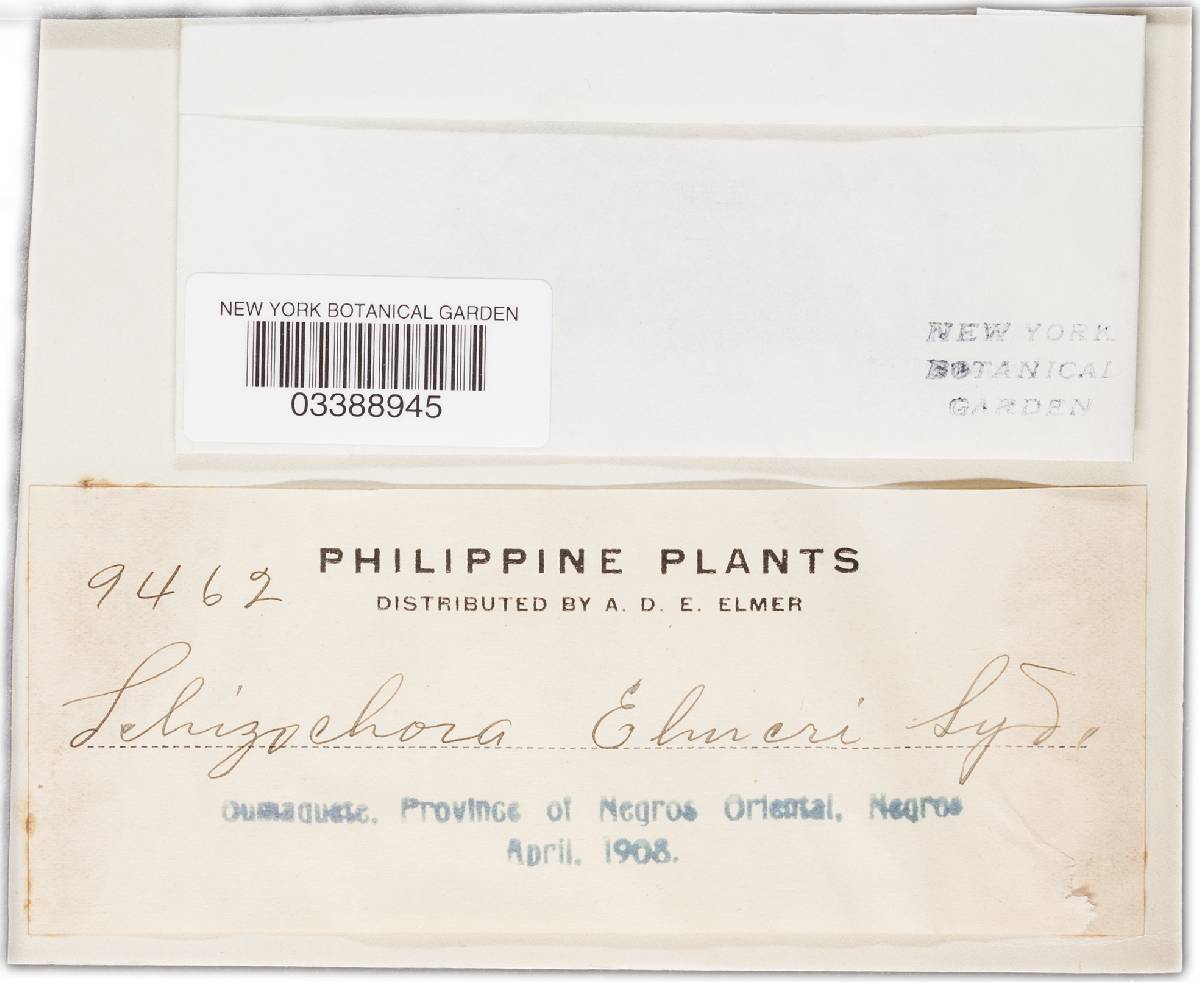 NEW YORK BOTANICAL GARDEN
03388945
NEW YORK
BOTANICAL
GARDEN
PHILIPPINE PLANTS
9462
DISTRIBUTED BY A. D. E. ELMER
Schizochora Elmeri Syd.
Dumaguete, Province of Negros Oriental, Negros
April, 1908.